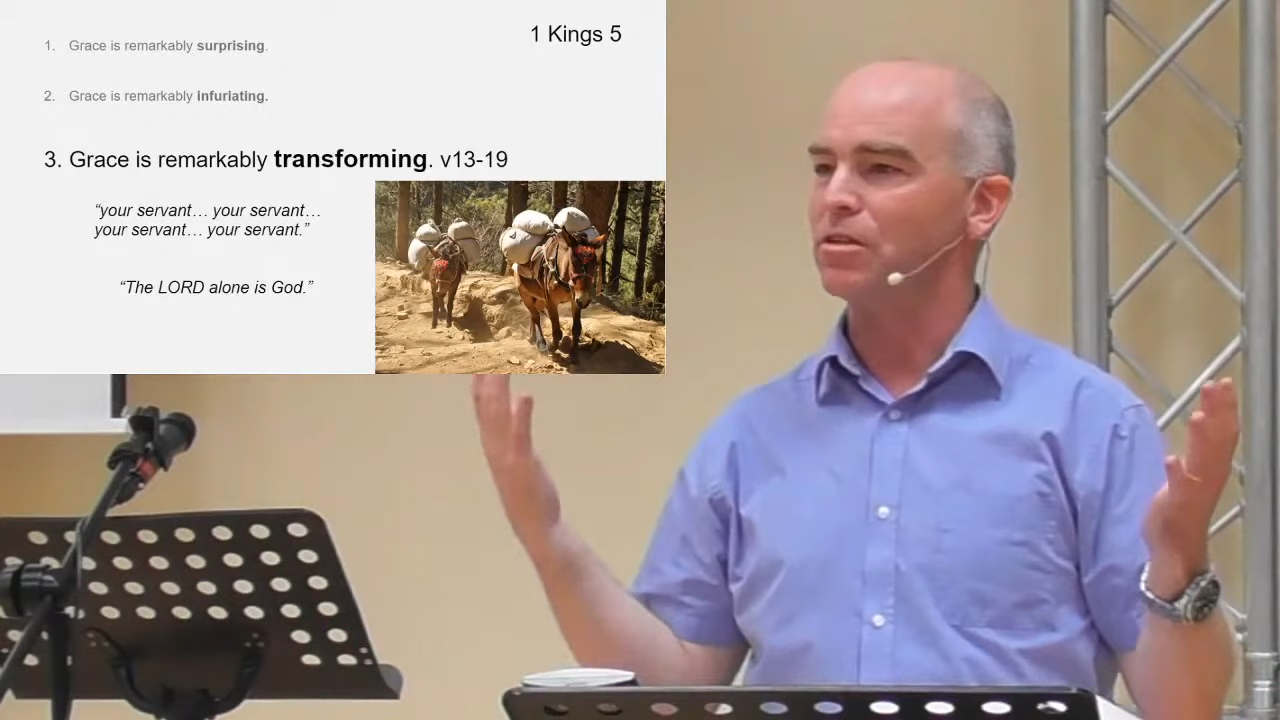 1 Kings 5
1. Grace is remarkably surprising.
2. Grace is remarkably infuriating.
3. Grace is remarkably transforming. v13-19
“your servant… your servant…
your servant… your servant.”
“The LORD alone is God.”